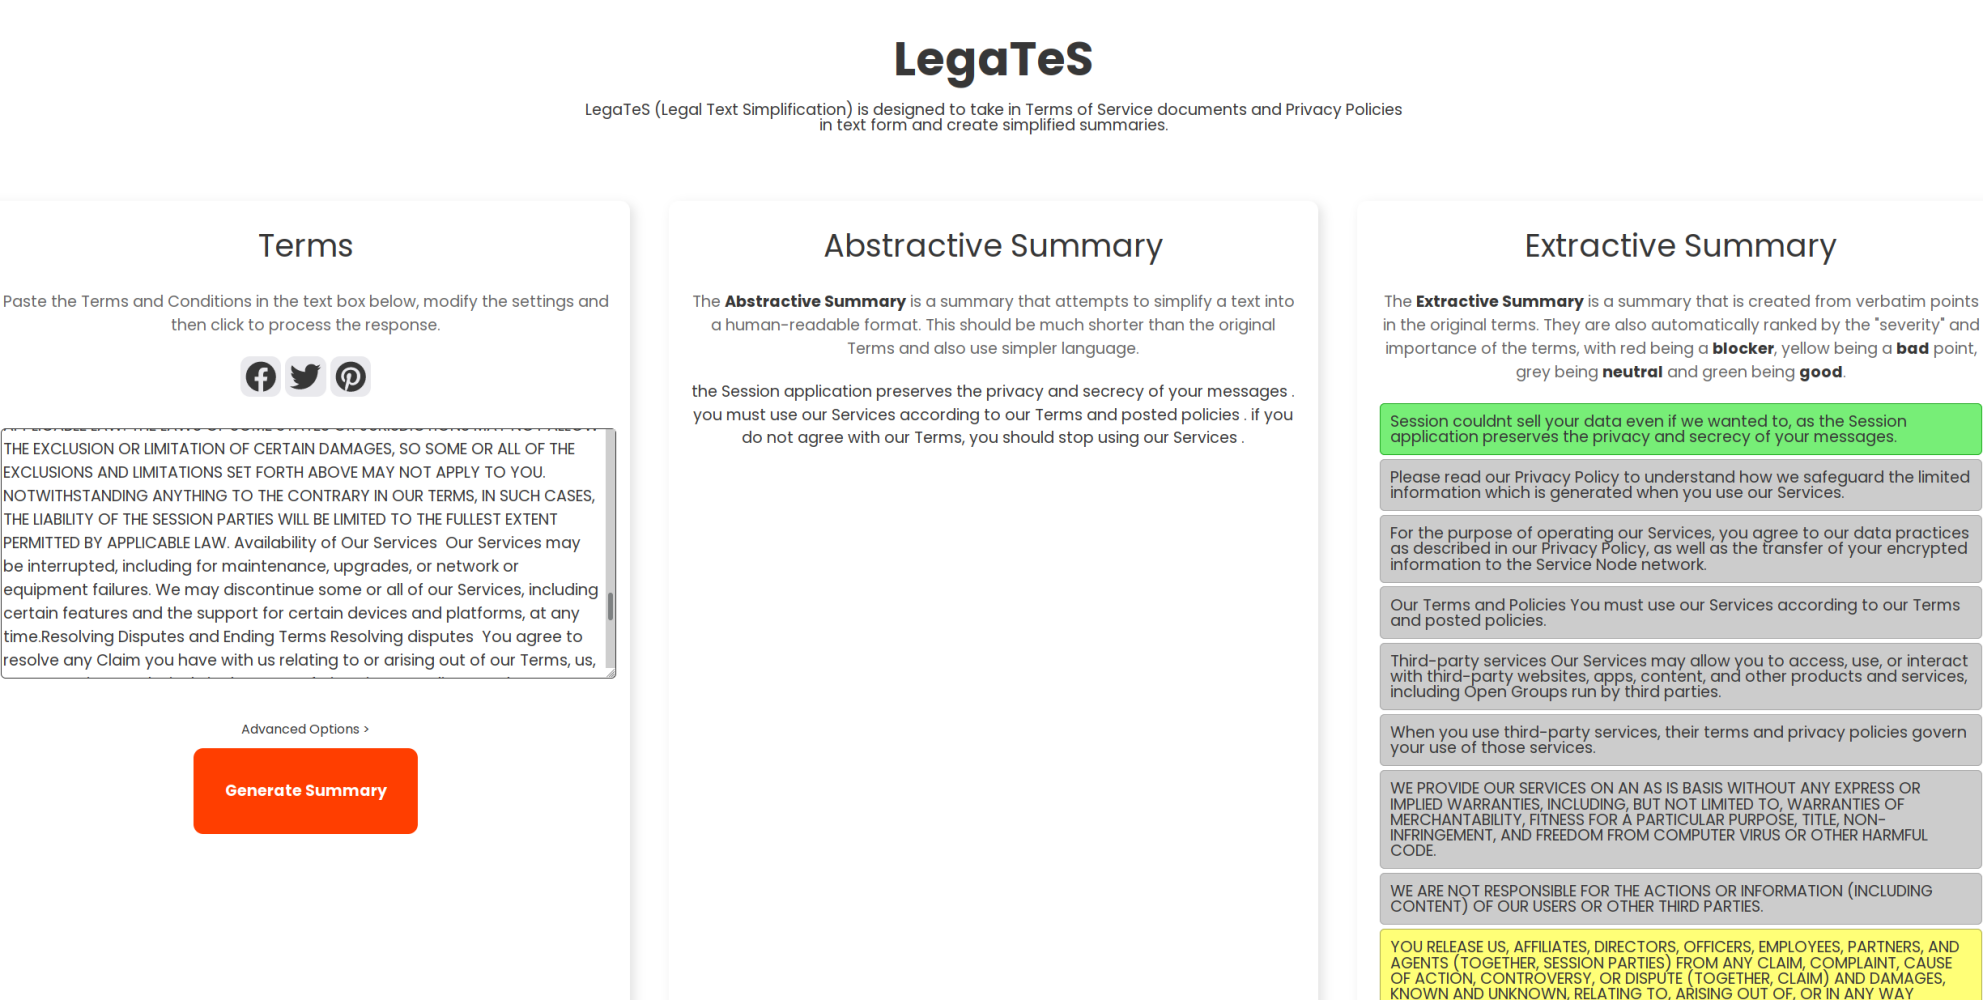 LegaTeS
LegaTeS (Legal Text Simplification) is designed to take in Terms of Service documents and Privacy Policies
in text form and create simplified summaries.
Terms
Paste the Terms and Conditions in the text box below, modify the settings and
then click to process the response.
THE EXCLUSION OR LIMITATION OF CERTAIN DAMAGES, SO SOME OR ALL OF THE
EXCLUSIONS AND LIMITATIONS SET FORTH ABOVE MAY NOT APPLY TO YOU.
NOTWITHSTANDING ANYTHING TO THE CONTRARY IN OUR TERMS, IN SUCH CASES,
THE LIABILITY OF THE SESSION PARTIES WILL BE LIMITED TO THE FULLEST EXTENT
PERMITTED BY APPLICABLE LAW. Availability of Our Services  Our Services may
be interrupted, including for maintenance, upgrades, or network or
equipment failures. We may discontinue some or all of our Services, including
certain features and the support for certain devices and platforms, at any
time.Resolving Disputes and Ending Terms Resolving disputes  You agree to
resolve any Claim you have with us relating to or arising out of our Terms, us,
Advanced Options >
Generate Summary
Abstractive Summary
The Abstractive Summary is a summary that attempts to simplify a text into
a human-readable format. This should be much shorter than the original
Terms and also use simpler language.
the Session application preserves the privacy and secrecy of your messages .
you must use our Services according to our Terms and posted policies . if you
do not agree with our Terms, you should stop using our Services .
Extractive Summary
The Extractive Summary is a summary that is created from verbatim points
in the original terms. They are also automatically ranked by the "severity" and
importance of the terms, with red being a blocker, yellow being a bad point,
grey being neutral and green being good.
Session couldnt sell your data even if we wanted to, as the Session
application preserves the privacy and secrecy of your messages.
Please read our Privacy Policy to understand how we safeguard the limited
information which is generated when you use our Services.
For the purpose of operating our Services, you agree to our data practices
as described in our Privacy Policy, as well as the transfer of your encrypted
information to the Service Node network.
Our Terms and Policies You must use our Services according to our Terms
and posted policies.
Third-party services Our Services may allow you to access, use, or interact
with third-party websites, apps, content, and other products and services,
including Open Groups run by third parties.
When you use third-party services, their terms and privacy policies govern
your use of those services.
WE PROVIDE OUR SERVICES ON AN AS IS BASIS WITHOUT ANY EXPRESS OR
IMPLIED WARRANTIES, INCLUDING, BUT NOT LIMITED TO, WARRANTIES OF
MERCHANTABILITY, FITNESS FOR A PARTICULAR PURPOSE, TITLE, NON-
INFRINGEMENT, AND FREEDOM FROM COMPUTER VIRUS OR OTHER HARMFUL
CODE.
WE ARE NOT RESPONSIBLE FOR THE ACTIONS OR INFORMATION (INCLUDING
CONTENT) OF OUR USERS OR OTHER THIRD PARTIES.
YOU RELEASE US, AFFILIATES, DIRECTORS, OFFICERS, EMPLOYEES, PARTNERS, AND
AGENTS (TOGETHER, SESSION PARTIES) FROM ANY CLAIM, COMPLAINT, CAUSE
OF ACTION, CONTROVERSY, OR DISPUTE (TOGETHER, CLAIM) AND DAMAGES,
KNOWN AND UNKNOWN, RELATING TO, ARISING OUT OF, OR IN ANY WAY